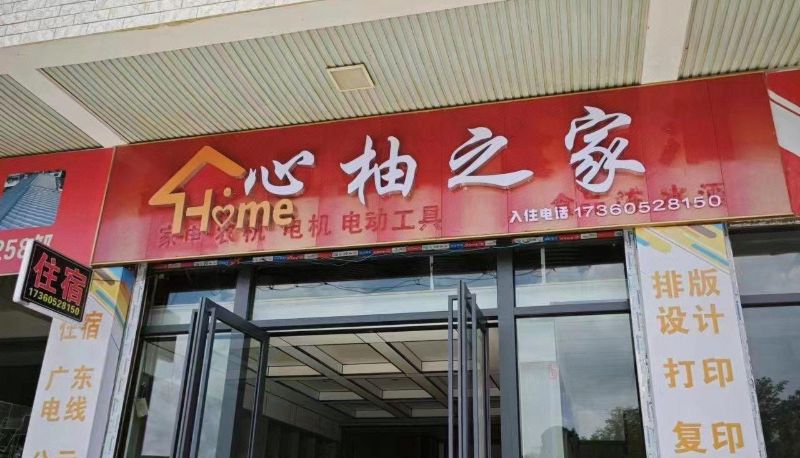 Home
心柚之家
家电 农机 电机 电动工具
入住电话 17360528150
258
住宿
17360528150
住宿
广东
电线
排版
设计
打印
复印